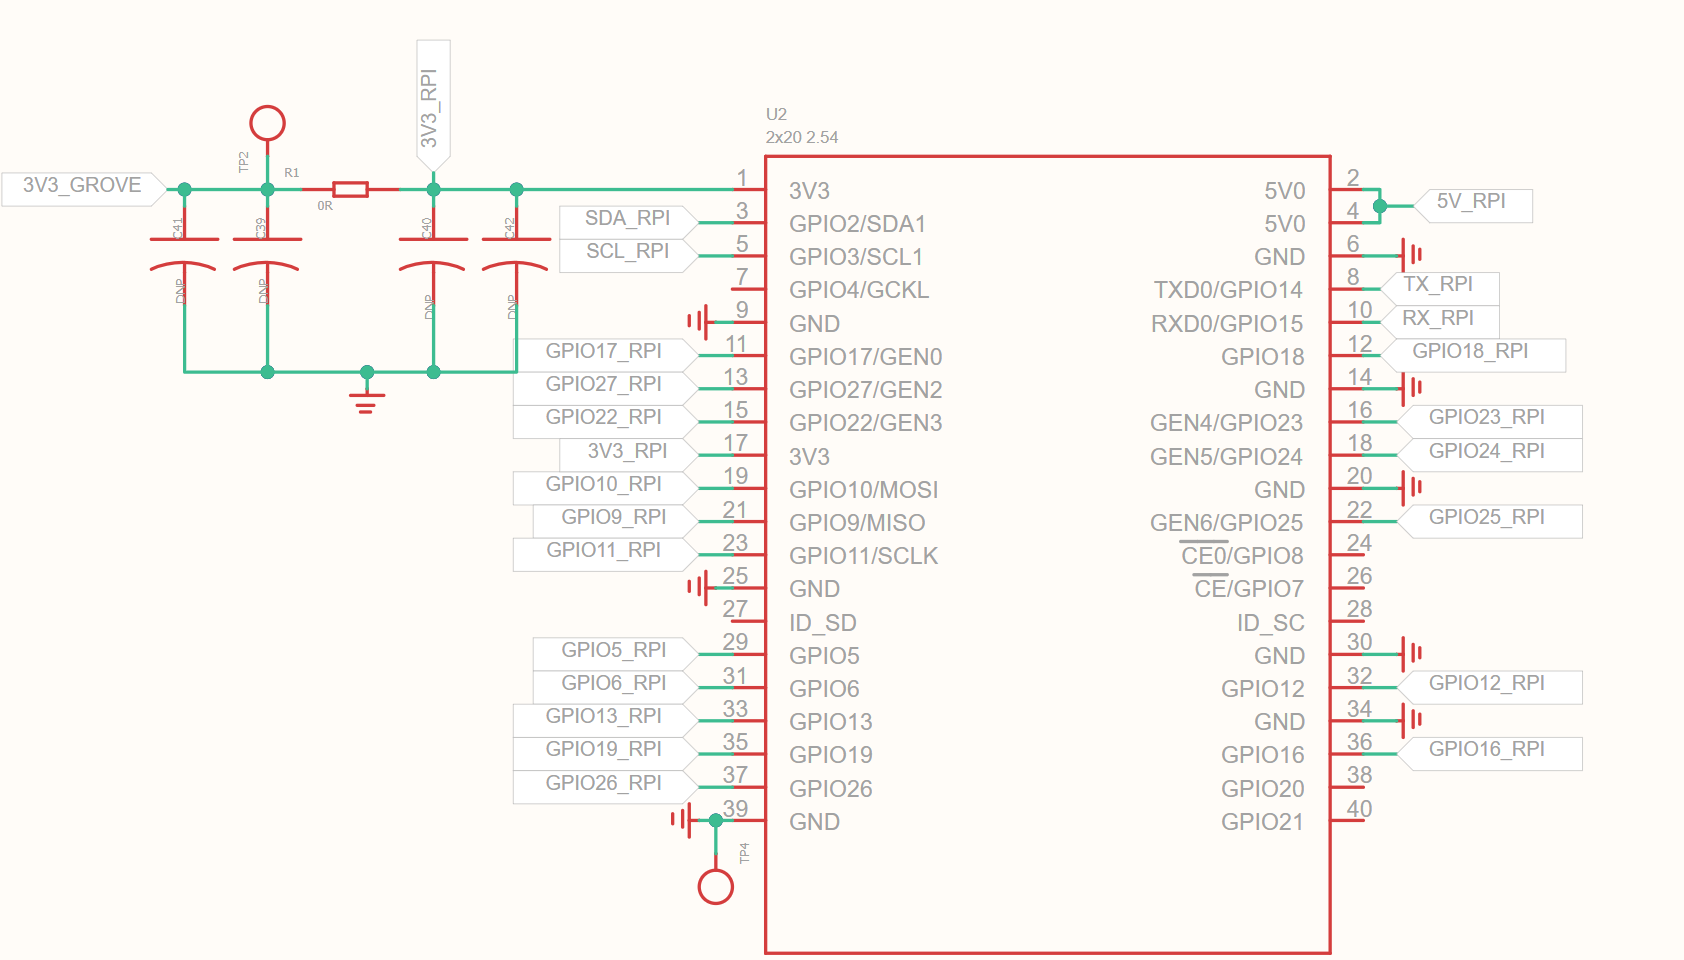 3V3_RPI
U2
2x20 2.54
TP2
R1
3V3_GROVE
0R
C41
C39
C40
C42
DNP
DNP
DNP
DNP
1 3V3 5V0 2
5V_RPI
SDA_RPI 3 GPIO2/SDA1 5V0 4
SCL_RPI 5 GPIO3/SCL1 GND 6
7 GPIO4/GCKL TXD0/GPIO14 8 TX_RPI
9 GND RXD0/GPIO15 10 RX_RPI
GPIO17_RPI 11 GPIO17/GEN0 GPIO18 12 GPIO18_RPI
GPIO27_RPI 13 GPIO27/GEN2 GND 14
GPIO22_RPI 15 GPIO22/GEN3 GEN4/GPIO23 16 GPIO23_RPI
3V3_RPI 17 3V3 GEN5/GPIO24 18 GPIO24_RPI
GPIO10_RPI 19 GPIO10/MOSI GND 20
GPIO9_RPI 21 GPIO9/MISO GEN6/GPIO25 22 GPIO25_RPI
GPIO11_RPI 23 GPIO11/SCLK CE0/GPIO8 24
25 GND CE/GPIO7 26
27 ID_SD ID_SC 28
GPIO5_RPI 29 GPIO5 GND 30
GPIO6_RPI 31 GPIO6 GPIO12 32 GPIO12_RPI
GPIO13_RPI 33 GPIO13 GND 34
GPIO19_RPI 35 GPIO19 GPIO16 36 GPIO16_RPI
GPIO26_RPI 37 GPIO26 GPIO20 38
39 GND GPIO21 40
TP4